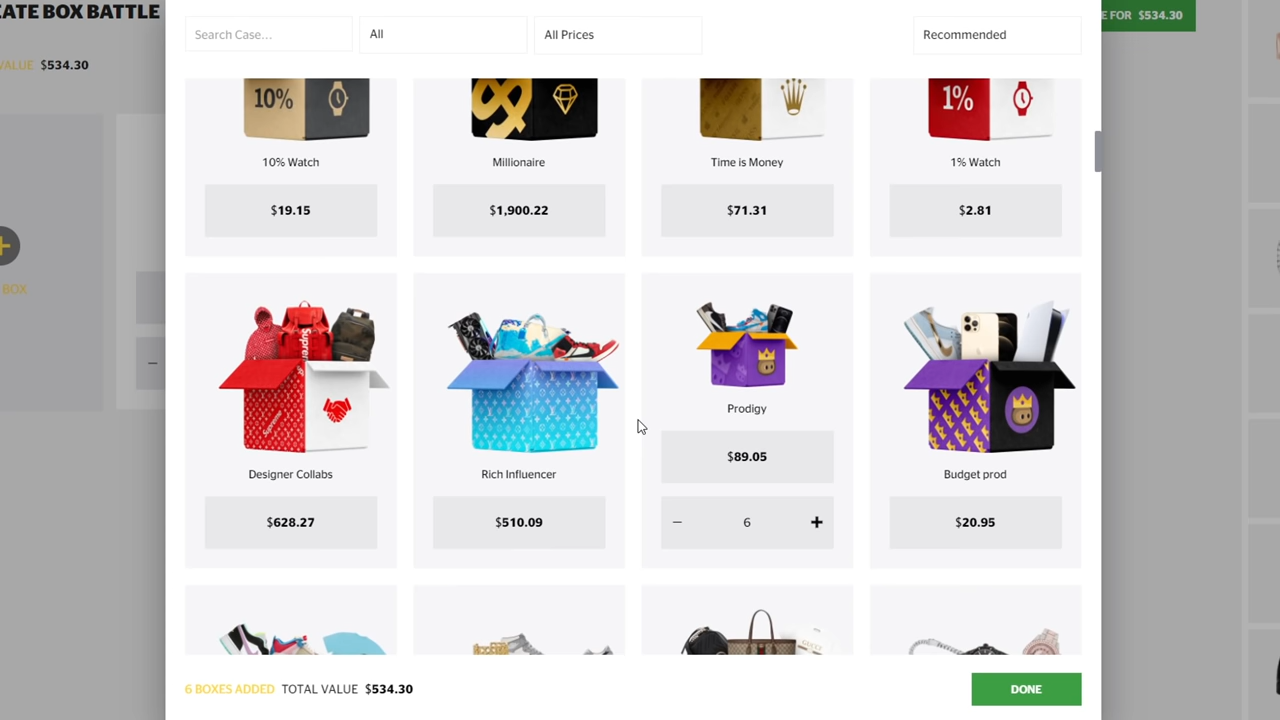 EATE BOX BATTLE
E FOR $534.30
VALUE $534.30
BOX
Search Case...
All
All Prices
Recommended
10%
1%
10% Watch
Millionaire
Time is Money
1% Watch
$19.15
$1,900.22
$71.31
$2.81
Supreme
Prodigy
Designer Collabs
Rich Influencer
$89.05
Budget prod
$628.27
$510.09
6
$20.95
6 BOXES ADDED TOTAL VALUE $534.30
DONE